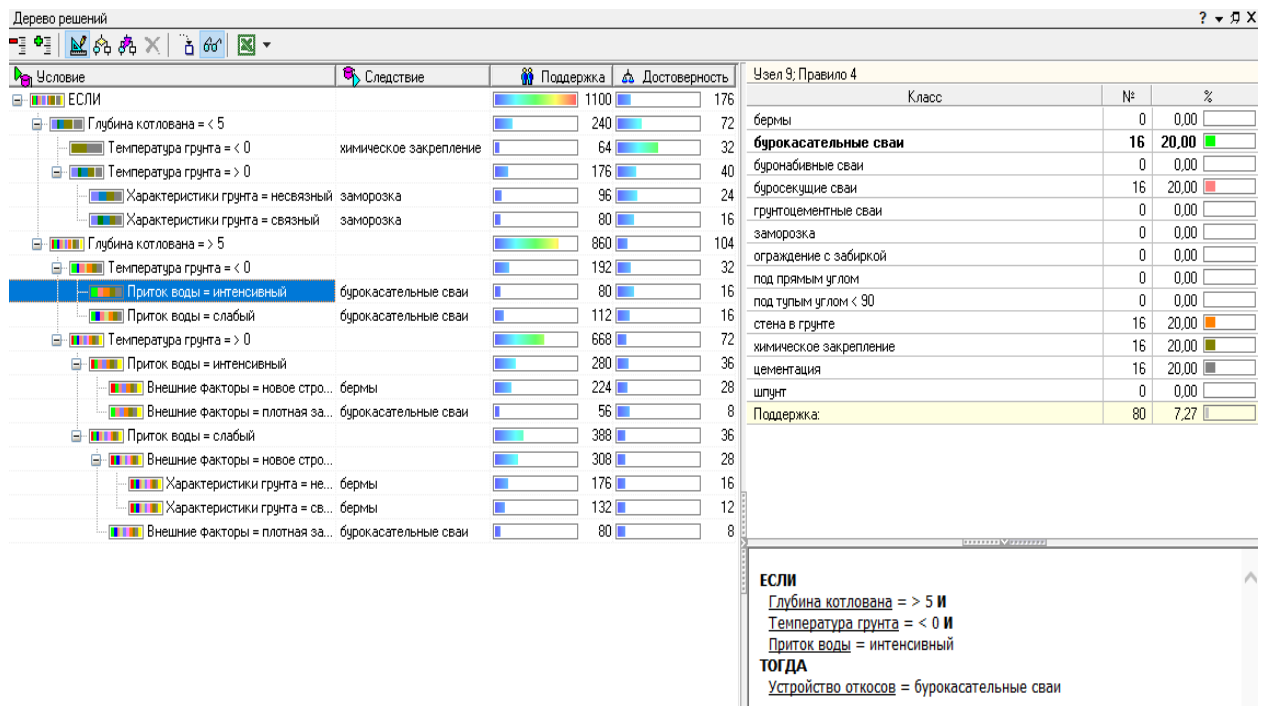 Дерево решений
Условие Следствие Поддержка Достоверность
ЕСЛИ 1100 176
Глубина котлована = < 5 240 72
Температура грунта = < 0 химическое закрепление 64 32
Температура грунта = > 0 176 40
Характеристики грунта = несвязный заморозка 96 24
Характеристики грунта = связный заморозка 80 16
Глубина котлована = > 5 860 104
Температура грунта = < 0 192 32
Приток воды = интенсивный бурокасательные сваи 80 16
Приток воды = слабый бурокасательные сваи 112 16
Температура грунта = > 0 668 72
Приток воды = интенсивный 280 36
Внешние факторы = новое стро... бермы 224 28
Внешние факторы = плотная за... бурокасательные сваи 56 8
Приток воды = слабый 388 36
Внешние факторы = новое стро... 308 28
Характеристики грунта = не... бермы 176 16
Характеристики грунта = св... бермы 132 12
Внешние факторы = плотная за... бурокасательные сваи 80 8
Узел 9; Правило 4
Класс № %
бермы 0 0,00
бурокасательные сваи 16 20,00
буронабивные сваи 0 0,00
буросекущие сваи 16 20,00
грунтоцементные сваи 0 0,00
заморозка 0 0,00
ограждение с забиркой 0 0,00
под прямым углом 0 0,00
под тупым углом < 90 0 0,00
стена в грунте 16 20,00
химическое закрепление 16 20,00
цементация 16 20,00
шпунт 0 0,00
Поддержка: 80 7,27
ЕСЛИ
Глубина котлована = > 5 И
Температура грунта = < 0 И
Приток воды = интенсивный
ТОГДА
Устройство откосов = бурокасательные сваи